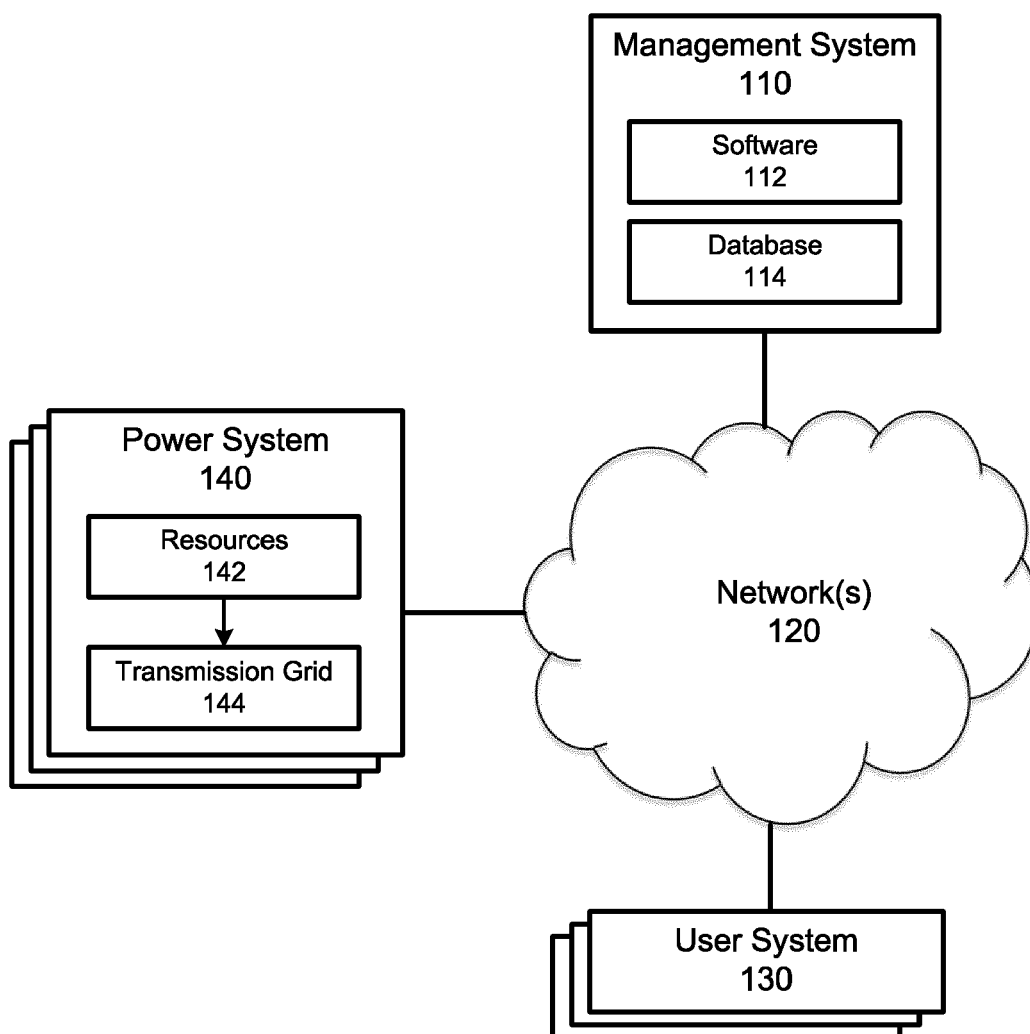 Management System
110
Software
112
Database
114
Power System
140
Resources
142
Transmission Grid
144
Network(s)
120
User System
130